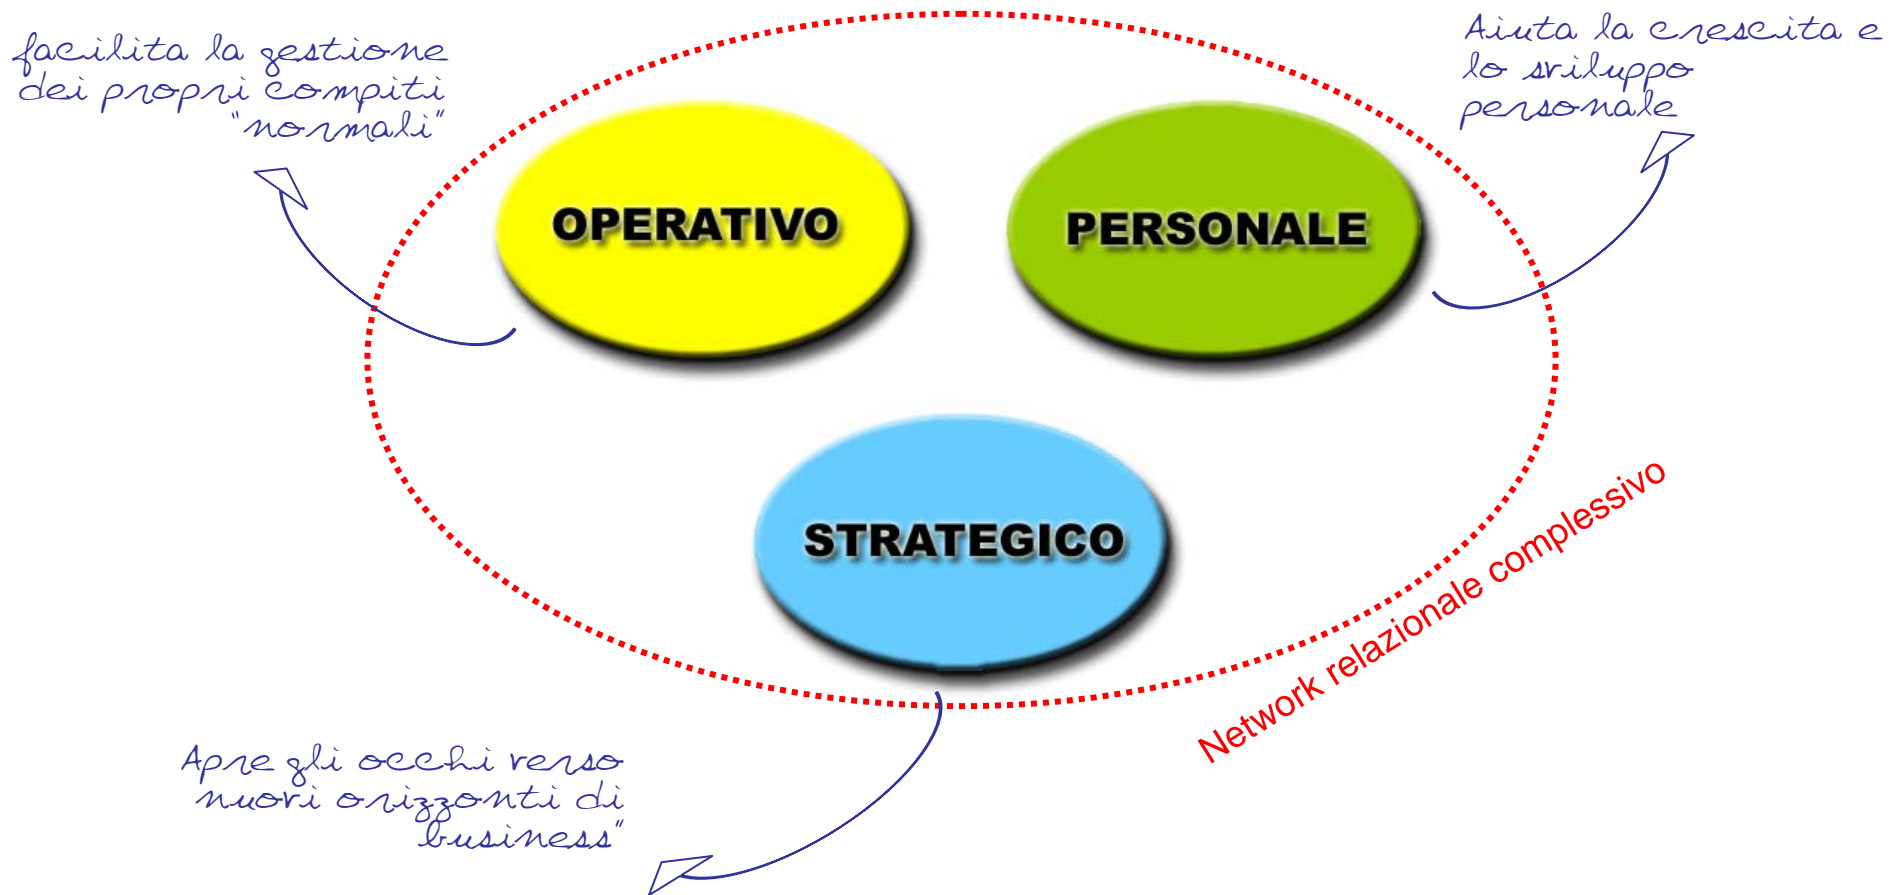 facilita la gestione
dei propri compiti
"normali"
Aiuta la crescita e
lo sviluppo
personale
OPERATIVO
PERSONALE
STRATEGICO
Network relazionale complessivo
Apre gli occhi verso
nuovi orizzonti di
business"